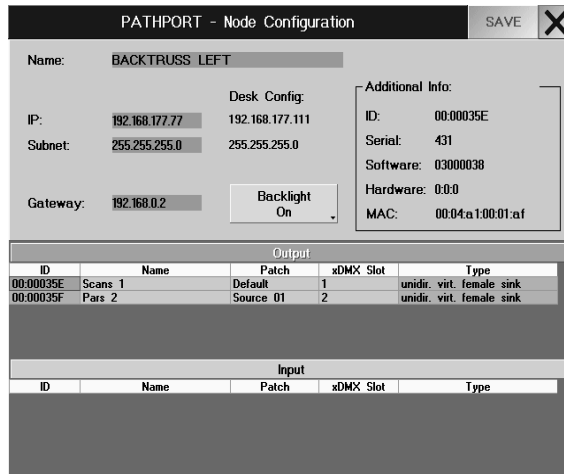 PATHPORT - Node Configuration
SAVE
X
Name: BACKTRUSS LEFT
Desk Config:
IP: 192.168.177.77 192.168.177.111
Subnet: 255.255.255.0 255.255.255.0
Gateway: 192.168.0.2
Backlight
On
Additional Info:
ID: 00:00035E
Serial: 431
Software: 03000038
Hardware: 0:0:0
MAC: 00:04:a1:00:01:af
Output
ID Name Patch xDMX Slot Type
00:00035E Scans 1 Default 1 unidir. virt. female sink
00:00035F Pars 2 Source 01 2 unidir. virt. female sink
Input
ID Name Patch xDMX Slot Type